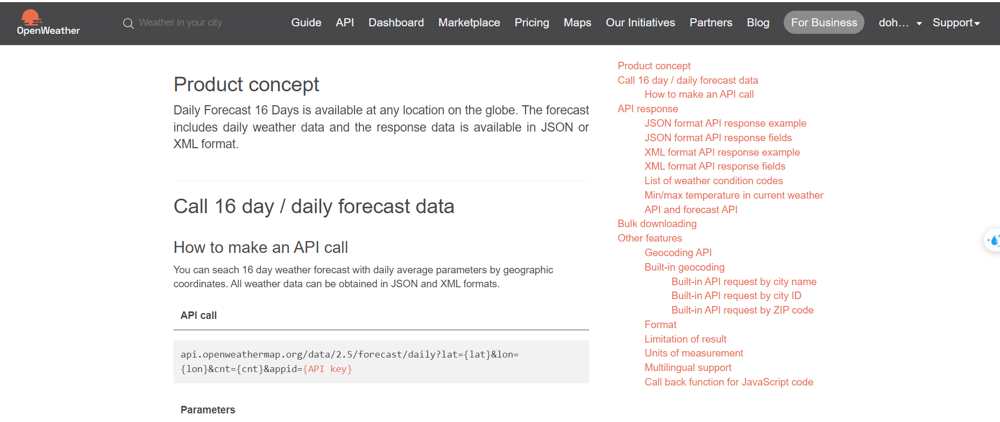 OpenWeather
Weather in your city
Guide API Dashboard Marketplace Pricing Maps Our Initiatives Partners Blog For Business doh... Support
Product concept
Daily Forecast 16 Days is available at any location on the globe. The forecast
includes daily weather data and the response data is available in JSON or
XML format.
Call 16 day / daily forecast data
How to make an API call
You can seach 16 day weather forecast with daily average parameters by geographic
coordinates. All weather data can be obtained in JSON and XML formats.
API call
api.openweathermap.org/data/2.5/forecast/daily?lat={lat}&lon=
{lon}&cnt={cnt}&appid={API key}
Parameters
Product concept
Call 16 day / daily forecast data
How to make an API call
API response
JSON format API response example
JSON format API response fields
XML format API response example
XML format API response fields
List of weather condition codes
Min/max temperature in current weather
API and forecast API
Bulk downloading
Other features
Geocoding API
Built-in geocoding
Built-in API request by city name
Built-in API request by city ID
Built-in API request by ZIP code
Format
Limitation of result
Units of measurement
Multilingual support
Call back function for JavaScript code